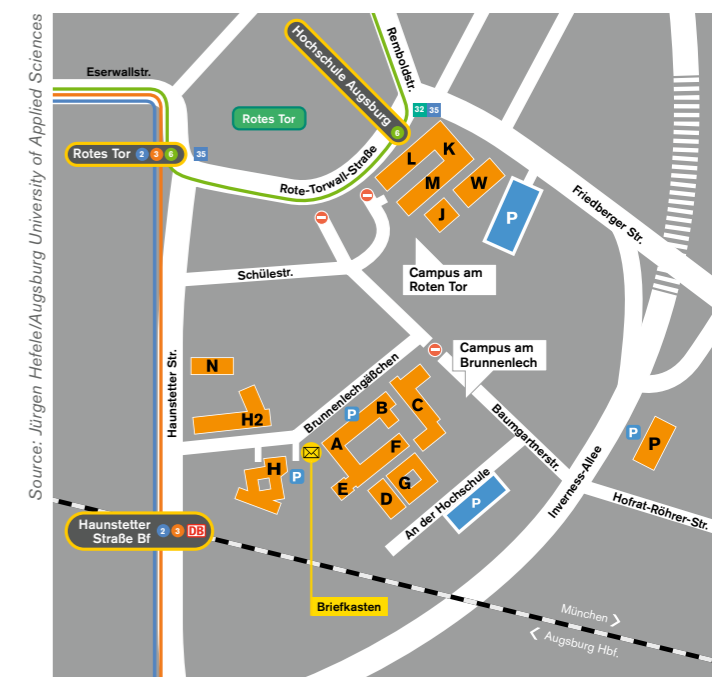 Source: Jürgen Hefele/Augsburg University of Applied Sciences
Eserwallstr.
Remboldstr.
Hochschule Augsburg 6
32 35
Rotes Tor
Rotes Tor 2 3 6
35
Rote-Torwall-Straße
L
K
M
W
J
P
Friedberger Str.
Schülestr.
Campus am
Roten Tor
Campus am
Brunnenlech
Haunstetter Str.
N
H2
Brunnenlechgäßchen
P
B
C
A
F
H
P
E
D
G
Baumgartnerstr.
An der Hochschule
P
P
P
Inverness-Allee
Hofrat-Röhrer-Str.
Haunstetter
Straße Bf 2 3 DB
Briefkasten
München >
< Augsburg Hbf.